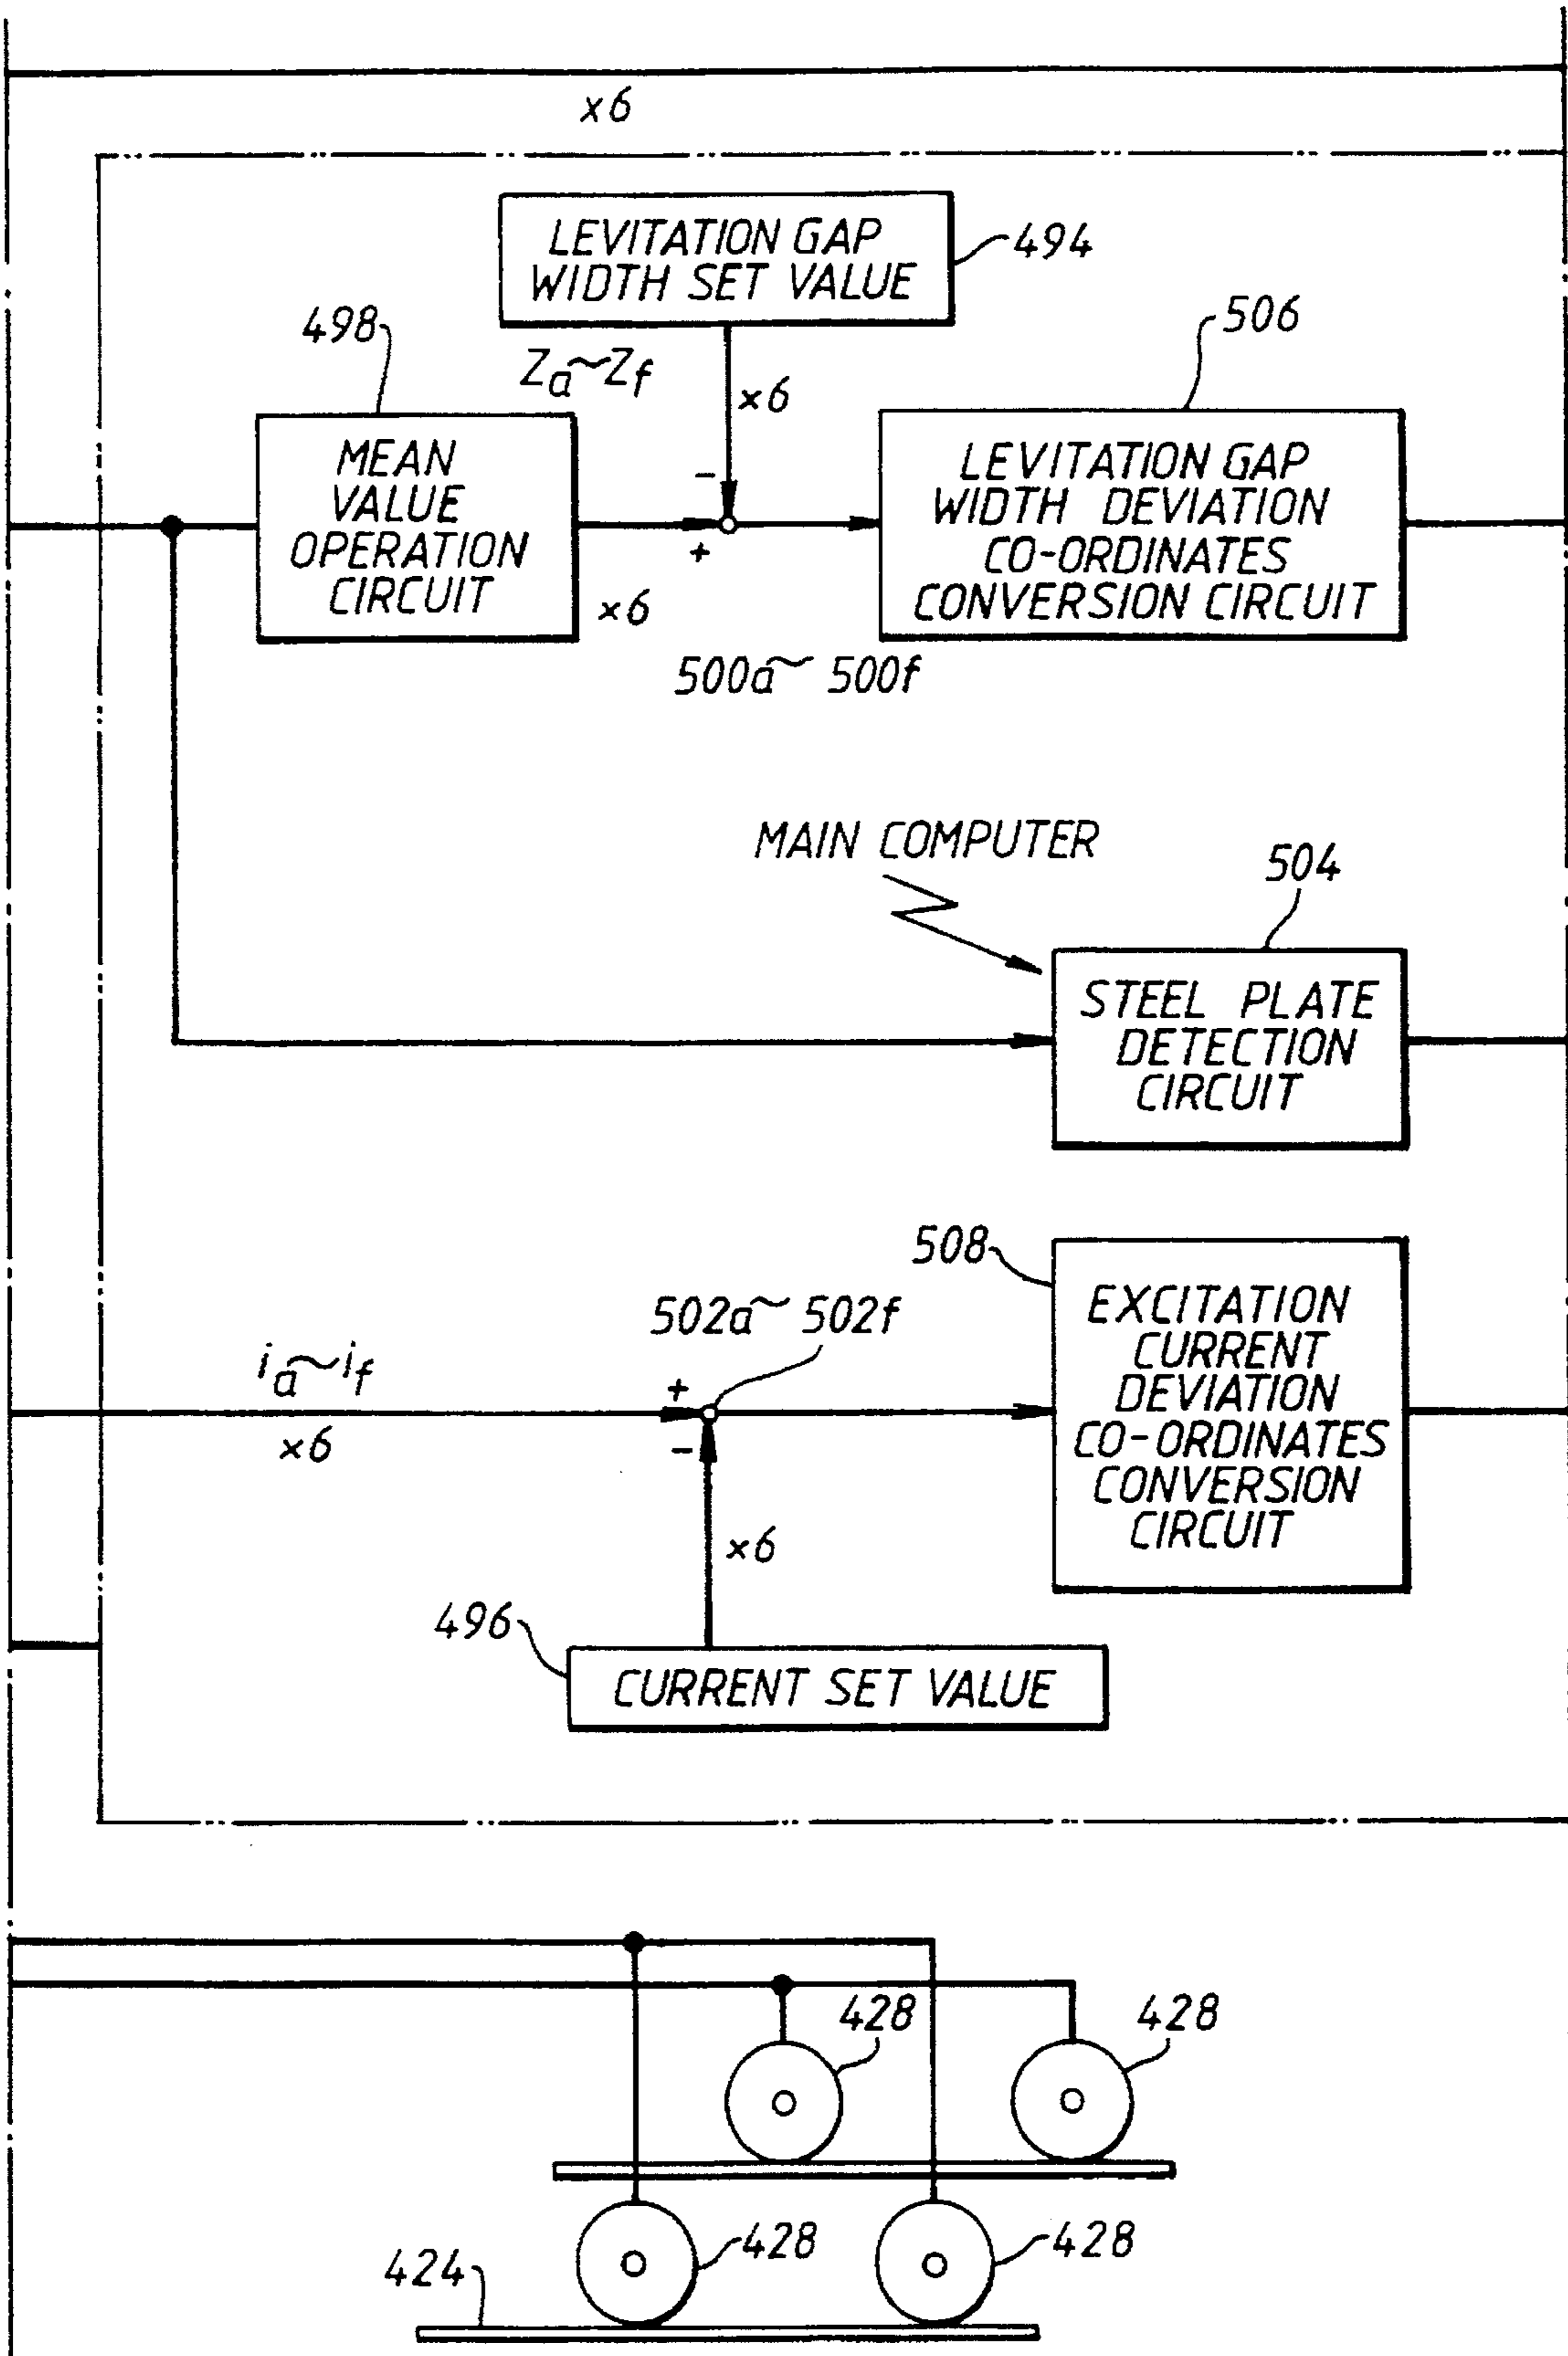 x6
LEVITATION GAP
WIDTH SET VALUE
494
498
Za~Zf
x6
506
MEAN
VALUE
OPERATION
CIRCUIT
-
+
x6
LEVITATION GAP
WIDTH DEVIATION
CO-ORDINATES
CONVERSION CIRCUIT
500a~500f
MAIN COMPUTER
504
STEEL PLATE
DETECTION
CIRCUIT
508
502a~502f
EXCITATION
CURRENT
DEVIATION
CO-ORDINATES
CONVERSION
CIRCUIT
ia~if
x6
+
-
x6
496
CURRENT SET VALUE
428
428
428
428
424